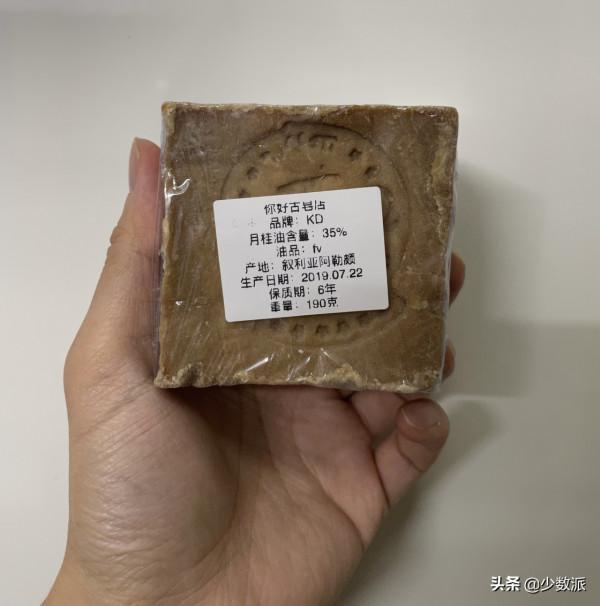 你好古皂店
品牌：KD
月桂油含量：35%
油品：fv
产地：叙利亚阿勒颇
生产日期：2019.07.22
保质期：6年
重量：190克
头条 @少数派